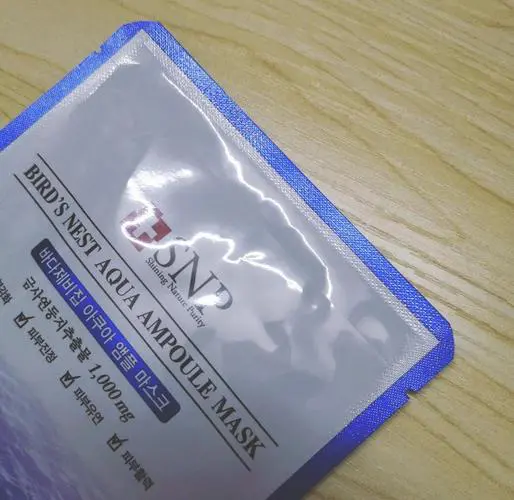 SNP
Shining Nature Purity
BIRD'S NEST AQUA AMPOULE MASK
바다제비집 아쿠아 앰플 마스크
금사연둥지추출물 1,000 mg
피부진정
피부유연
피부활력